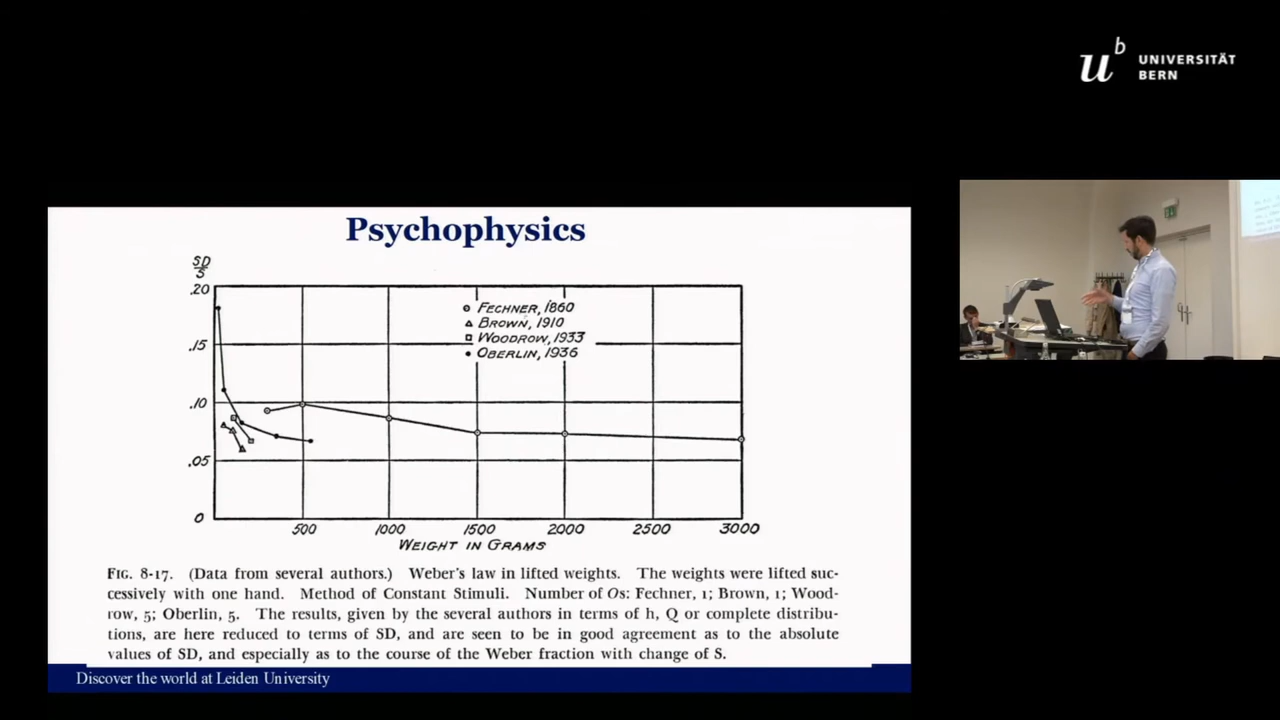 u b UNIVERSITÄT
BERN
Psychophysics
SD
S
.20
FECHNER, 1860
BROWN, 1910
WOODROW, 1933
OBERLIN, 1936
.15
.10
.05
0
500 1000 1500 2000 2500 3000
WEIGHT IN GRAMS
FIG. 8-17. (Data from several authors.) Weber's law in lifted weights. The weights were lifted suc-
cessively with one hand. Method of Constant Stimuli. Number of Os: Fechner, 1; Brown, 1; Wood-
row, 5; Oberlin, 5. The results, given by the several authors in terms of h, Q or complete distribu-
tions, are here reduced to terms of SD, and are seen to be in good agreement as to the absolute
values of SD, and especially as to the course of the Weber fraction with change of S.
Discover the world at Leiden University